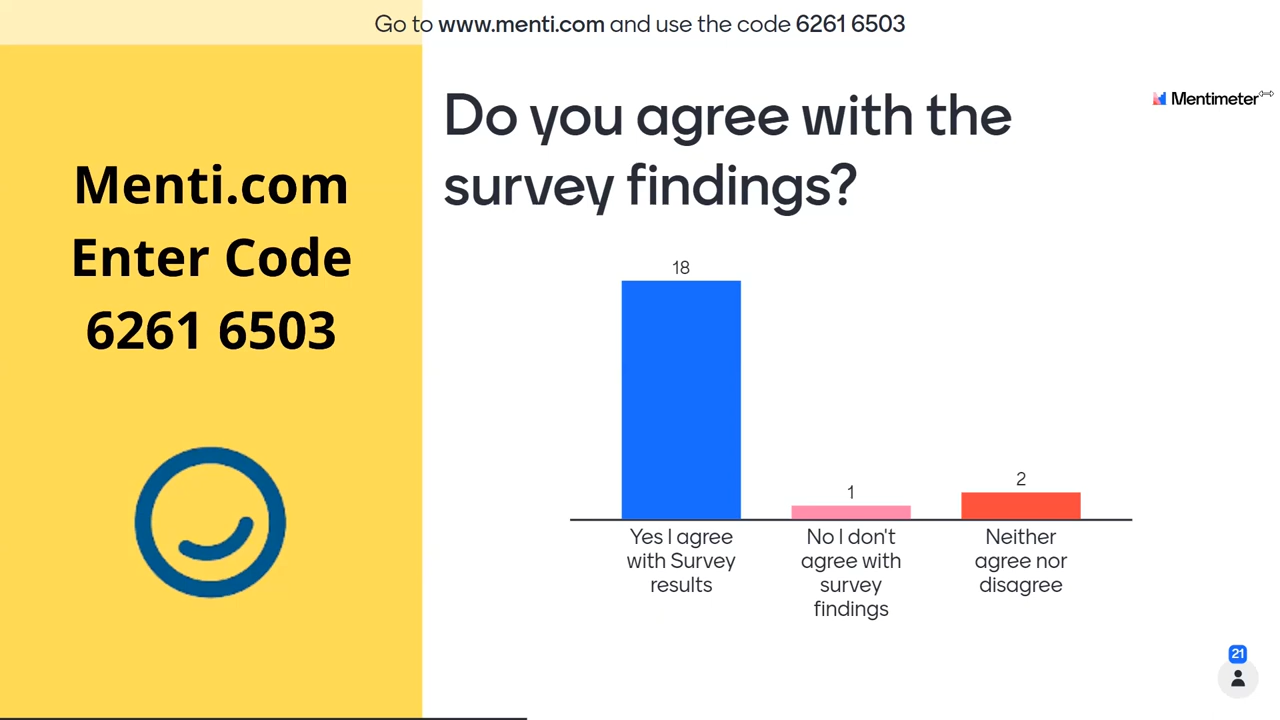 Go to www.menti.com and use the code 6261 6503
Menti.com
Enter Code
6261 6503
Do you agree with the
survey findings?
Mentimeter
18
1
2
Yes I agree
with Survey
results
No I don't
agree with
survey
findings
Neither
agree nor
disagree
21